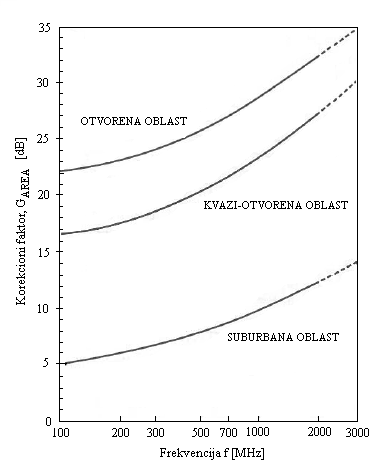 35
30
25
20
15
10
5
0
Korekcioni faktor, G AREA [dB]
OTVORENA OBLAST
KVAZI-OTVORENA OBLAST
SUBURBANA OBLAST
100 200 300 500 700 1000 2000 3000
Frekvencija f [MHz]